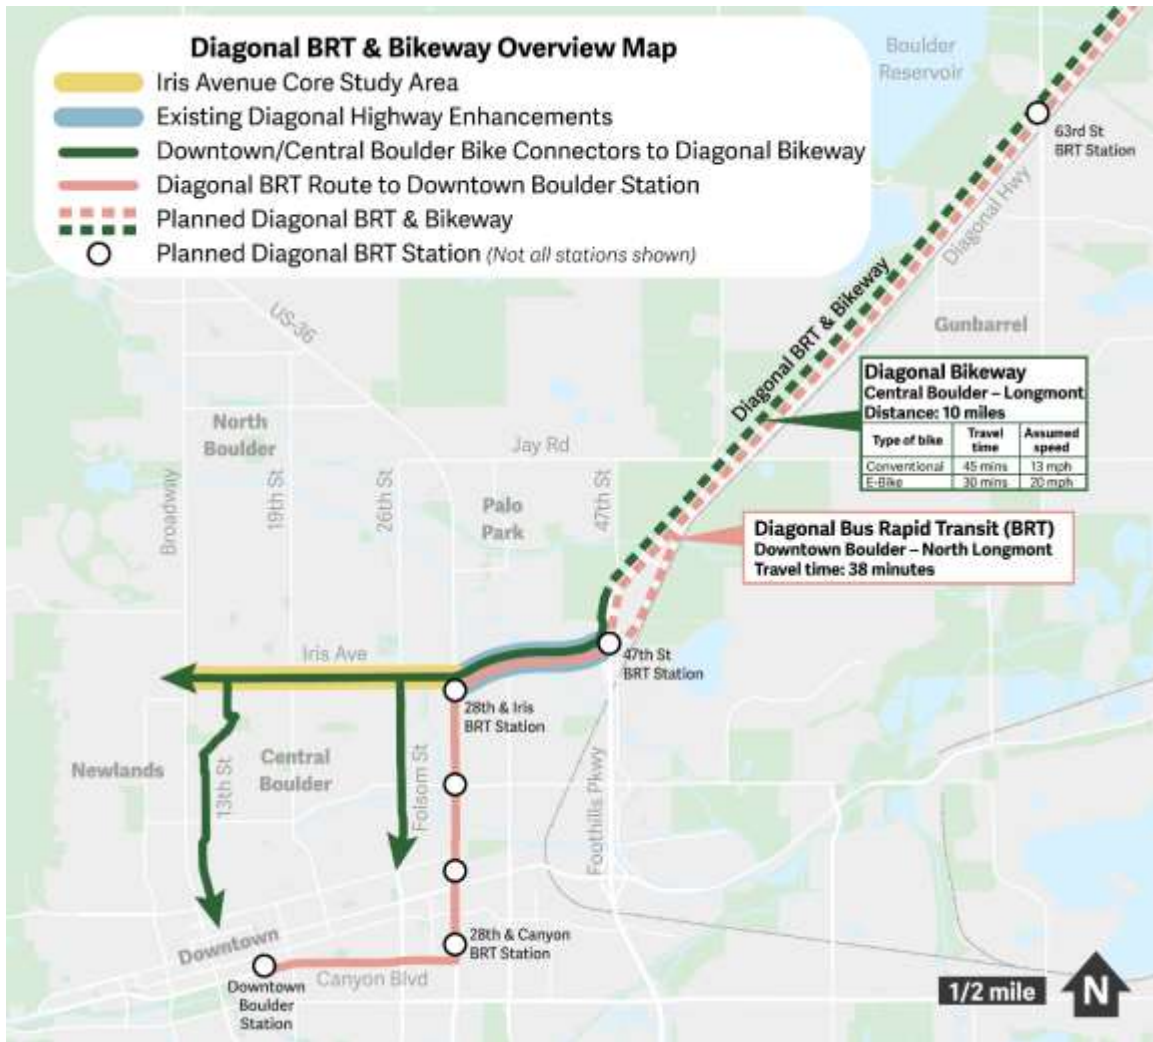 Diagonal BRT & Bikeway Overview Map
Iris Avenue Core Study Area
Existing Diagonal Highway Enhancements
Downtown/Central Boulder Bike Connectors to Diagonal Bikeway
Diagonal BRT Route to Downtown Boulder Station
Planned Diagonal BRT & Bikeway
Planned Diagonal BRT Station (Not all stations shown)
Boulder
Reservoir
63rd St
BRT Station
Diagonal Hwy
US-36
Gunbarrel
Diagonal BRT & Bikeway
Diagonal Bikeway
Central Boulder – Longmont
Distance: 10 miles
Type of bike Travel time Assumed speed
Conventional 45 mins 13 mph
E-Bike 30 mins 20 mph
North
Boulder
Jay Rd
Broadway
19th St
26th St
Palo
Park
47th St
Diagonal Bus Rapid Transit (BRT)
Downtown Boulder – North Longmont
Travel time: 38 minutes
Iris Ave
47th St
BRT Station
28th & Iris
BRT Station
Newlands
13th St
Central
Boulder
Folsom St
Foothills Pkwy
Downtown
28th & Canyon
BRT Station
Canyon Blvd
Downtown
Boulder
Station
1/2 mile
N